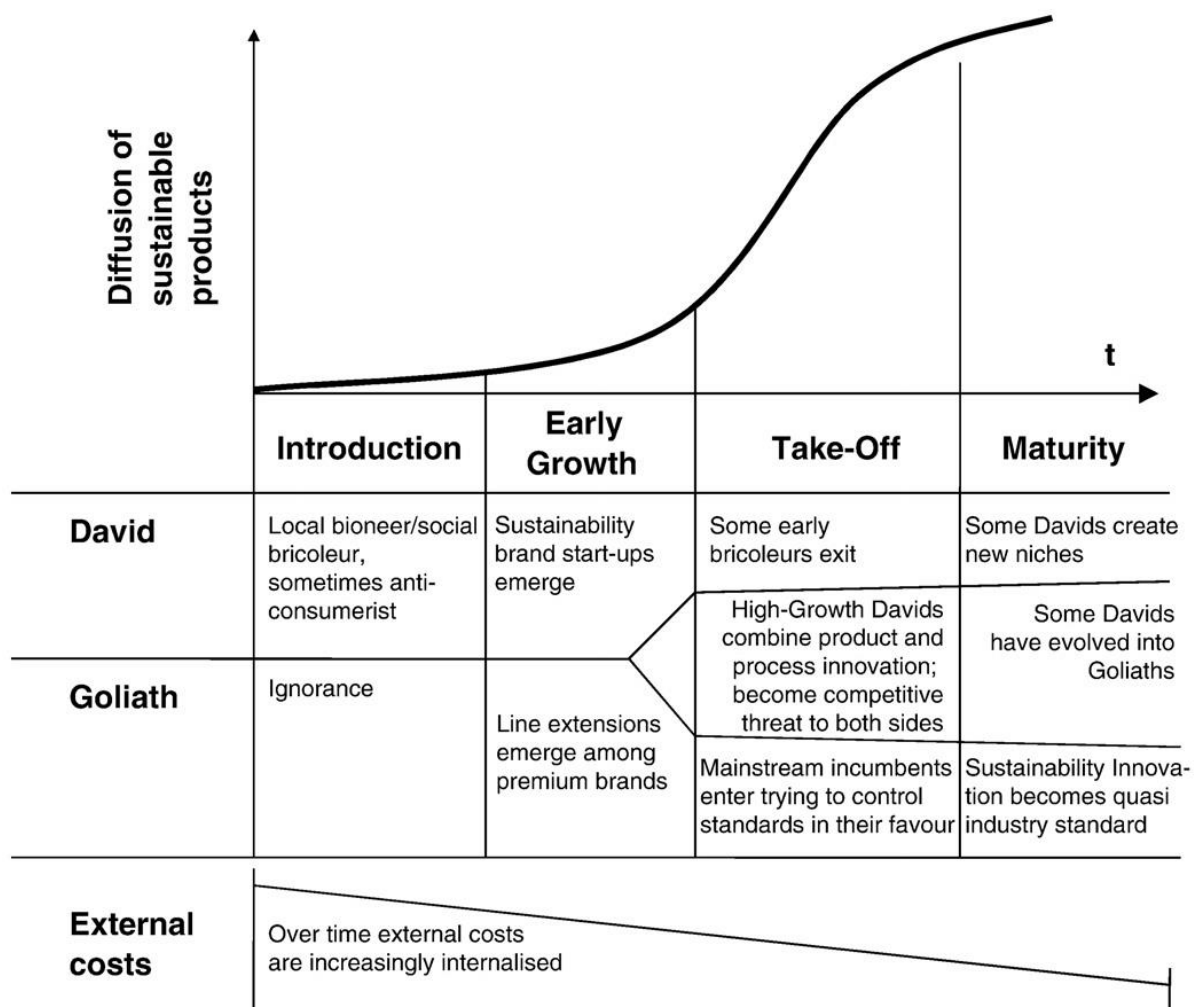 Diffusion of
sustainable
products
t
Introduction
Early
Growth
Take-Off
Maturity
David
Local bioneer/social
bricoleur,
sometimes anti-
consumerist
Sustainability
brand start-ups
emerge
Some early
bricoleurs exit
Some Davids create
new niches
High-Growth Davids
combine product and
process innovation;
become competitive
threat to both sides
Some Davids
have evolved into
Goliaths
Goliath
Ignorance
Line extensions
emerge among
premium brands
Mainstream incumbents
enter trying to control
standards in their favour
Sustainability Innova-
tion becomes quasi
industry standard
External
costs
Over time external costs
are increasingly internalised